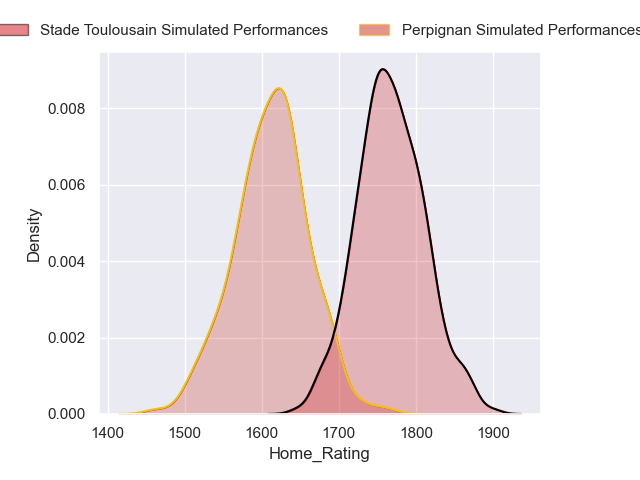 Stade Toulousain Simulated Performances
Perpignan Simulated Performances
0.008
0.006
0.004
0.002
0.000
Density
1400 1500 1600 1700 1800 1900
Home_Rating